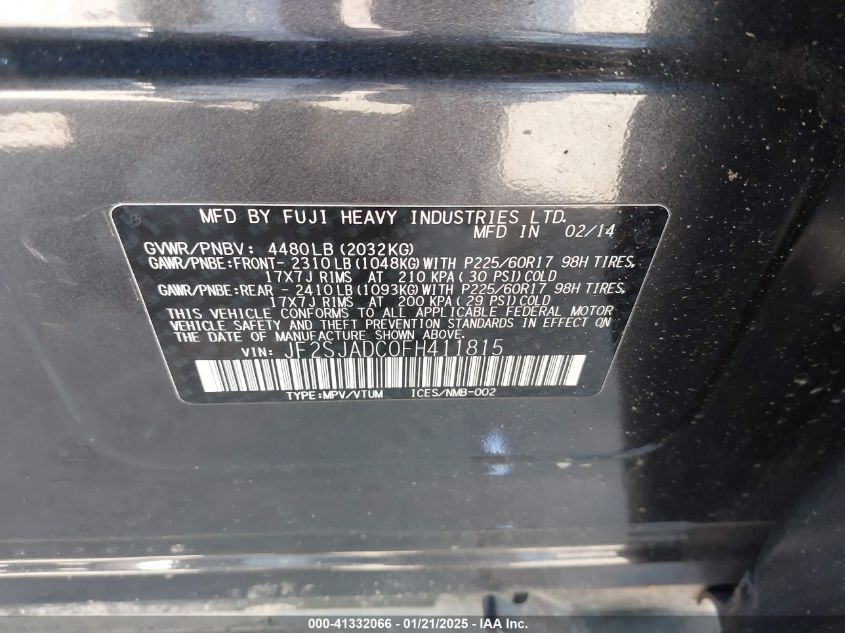 MFD BY FUJI HEAVY INDUSTRIES LTD.
MFD IN 02/14
GVWR/PNBV: 4480LB(2032KG)
GAWR/PNBE:FRONT- 2310LB(1048KG)WITH P225/60R17 98H TIRES,
17X7J RIMS AT 210 KPA(30 PSI)COLD
GAWR/PNBE:REAR - 2410LB(1093KG)WITH P225/60R17 98H TIRES,
17X7J RIMS AT 200 KPA(29 PSI)COLD
THIS VEHICLE CONFORMS TO ALL APPLICABLE FEDERAL MOTOR
VEHICLE SAFETY AND THEFT PREVENTION STANDARDS IN EFFECT ON
THE DATE OF MANUFACTURE SHOWN ABOVE.
VIN: JF2SJADC0FH411815
TYPE:MPV/VTUM ICES/NMB-002
000-41332066 - 01/21/2025 - IAA Inc.